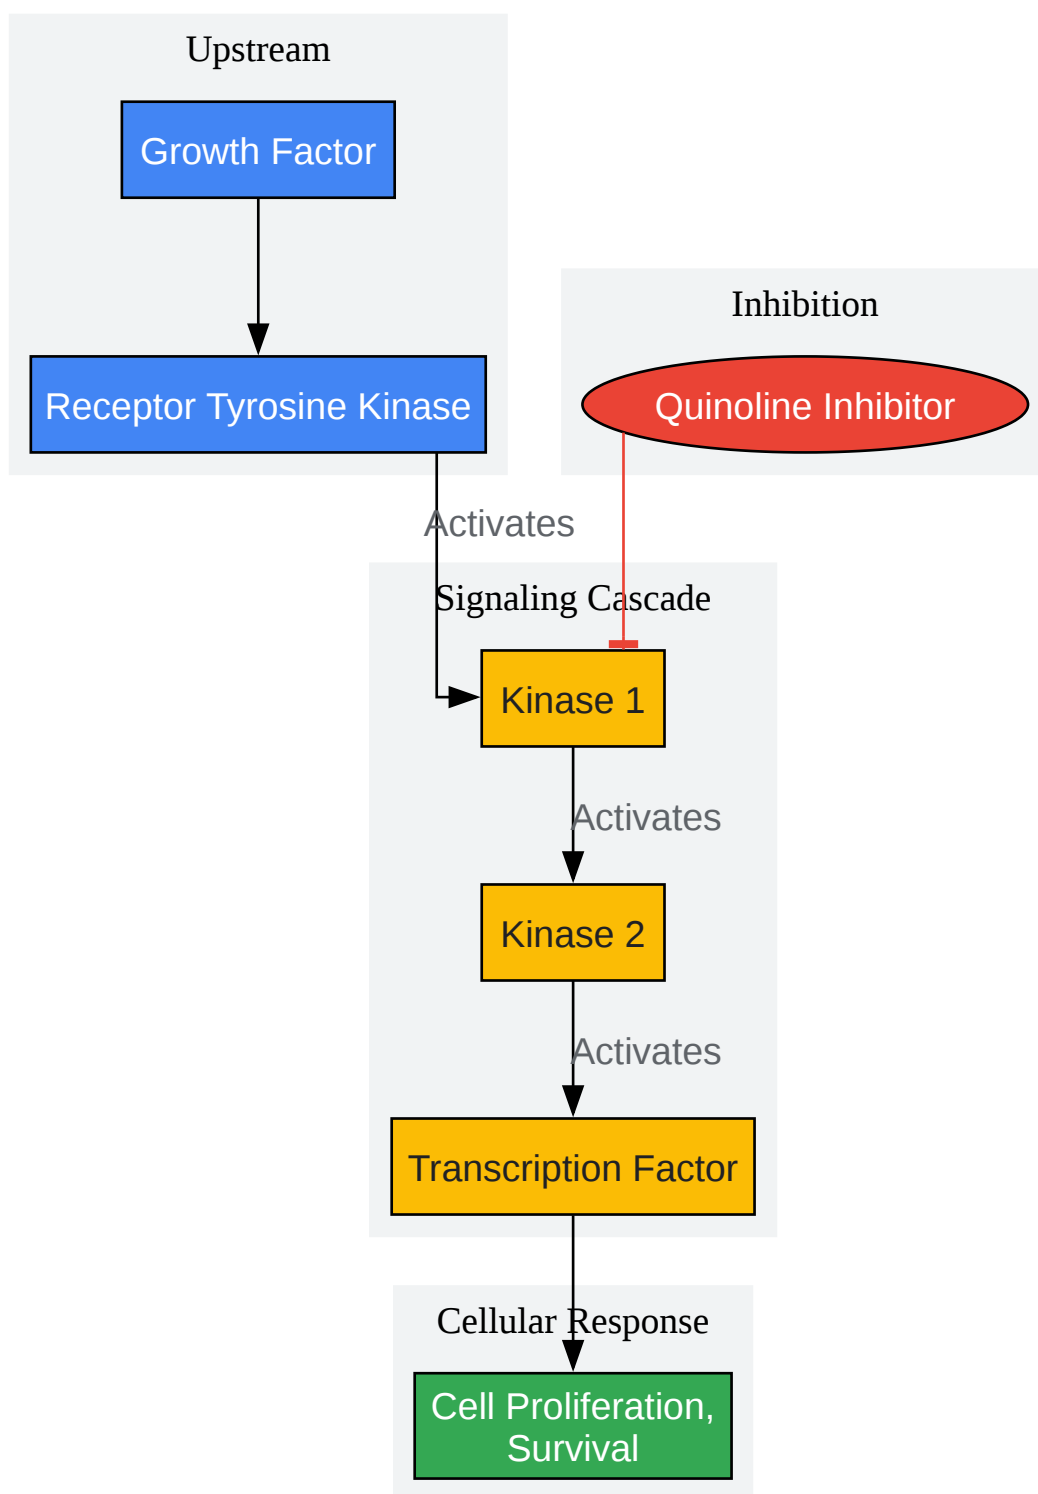 Upstream
Growth Factor
Inhibition
Receptor Tyrosine Kinase
Quinoline Inhibitor
Activates
Signaling Cascade
Kinase 1
Activates
Kinase 2
Activates
Transcription Factor
Cellular Response
Cell Proliferation,
Survival